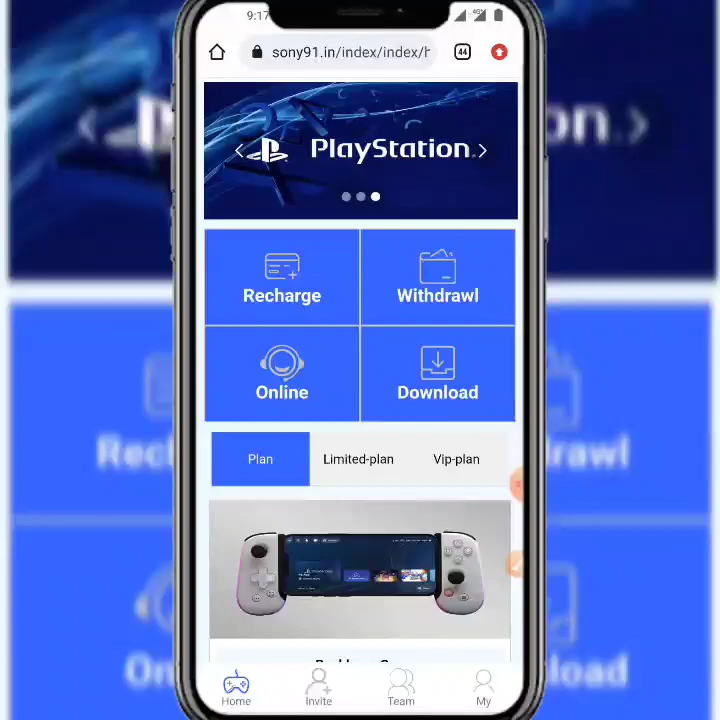 9:17
4G
sony91.in/index/index/h
44
PlayStation
Recharge
Withdrawl
Online
Download
Plan
Limited-plan
Vip-plan
Home
Invite
Team
My